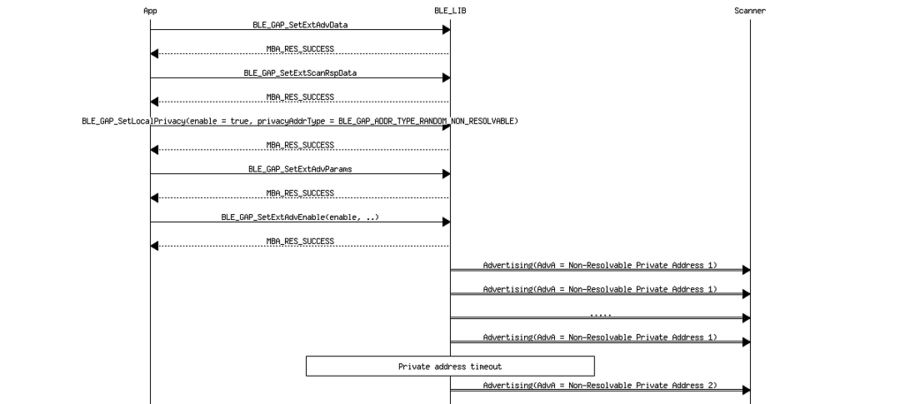 App BLE_LIB Scanner
BLE_GAP_SetExtAdvData
MBA_RES_SUCCESS
BLE_GAP_SetExtScanRspData
MBA_RES_SUCCESS
BLE_GAP_SetLocalPrivacy(enable = true, privacyAddrType = BLE_GAP_ADDR_TYPE_RANDOM_NON_RESOLVABLE)
MBA_RES_SUCCESS
BLE_GAP_SetExtAdvParams
MBA_RES_SUCCESS
BLE_GAP_SetExtAdvEnable(enable, ..)
MBA_RES_SUCCESS
Advertising(AdvA = Non-Resolvable Private Address 1)
Advertising(AdvA = Non-Resolvable Private Address 1)
.....
Advertising(AdvA = Non-Resolvable Private Address 1)
Private address timeout
Advertising(AdvA = Non-Resolvable Private Address 2)